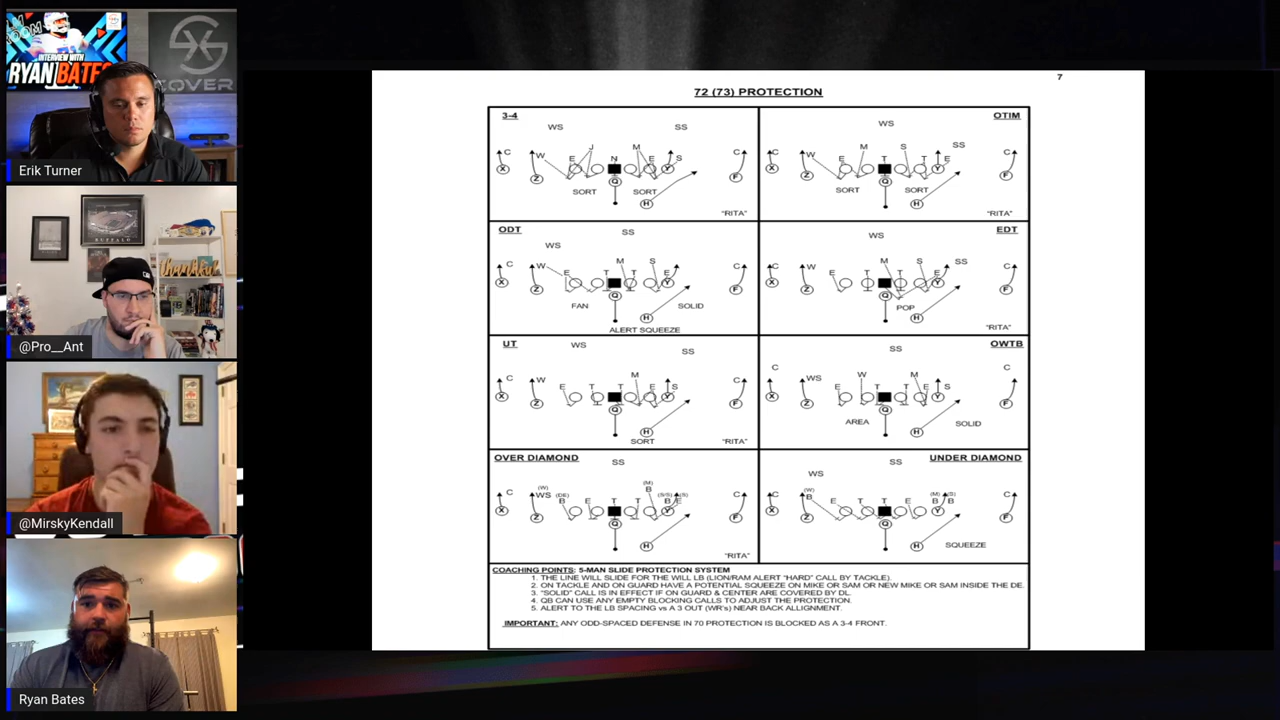 INTERVIEW WITH
RYAN BATES
COVER
Erik Turner
BUFFALO
thankful
@Pro__Ant
@MirskyKendall
Ryan Bates
7
72 (73) PROTECTION
3-4
WS SS
C W E J N M E S C
X Z Q Y F
SORT SORT
H
"RITA"
OTIM
WS
C W E M T S T E SS C
X Z Q Y F
SORT SORT
H
"RITA"
ODT
SS
WS
C W E T M T S E C
X Z Q Y F
FAN SOLID
H
ALERT SQUEEZE
EDT
WS
C W E T M T S E SS C
X Z Q Y F
POP
H
"RITA"
UT
WS SS
C W E T T M E S C
X Z Q Y F
H
SORT "RITA"
OWTB
SS
C WS E W T T M E S C
X Z Q Y F
AREA SOLID
H
OVER DIAMOND
SS
C (W) WS (DE) B E T T (M) B (S/S) B (S) E C
X Z Q Y F
H
"RITA"
UNDER DIAMOND
SS
WS
C (W) B E T T E (M) B (S) B C
X Z Q Y F
H SQUEEZE
COACHING POINTS: 5-MAN SLIDE PROTECTION SYSTEM
1. THE LINE WILL SLIDE FOR THE WILL LB (LION/RAM ALERT "HARD" CALL BY TACKLE).
2. ON TACKLE AND ON GUARD HAVE A POTENTIAL SQUEEZE ON MIKE OR SAM OR NEW MIKE OR SAM INSIDE THE DE.
3. "SOLID" CALL IS IN EFFECT IF ON GUARD & CENTER ARE COVERED BY DL.
4. QB CAN USE ANY EMPTY BLOCKING CALLS TO ADJUST THE PROTECTION.
5. ALERT TO THE LB SPACING vs A 3 OUT (WR's) NEAR BACK ALLIGNMENT.
IMPORTANT: ANY ODD-SPACED DEFENSE IN 70 PROTECTION IS BLOCKED AS A 3-4 FRONT.